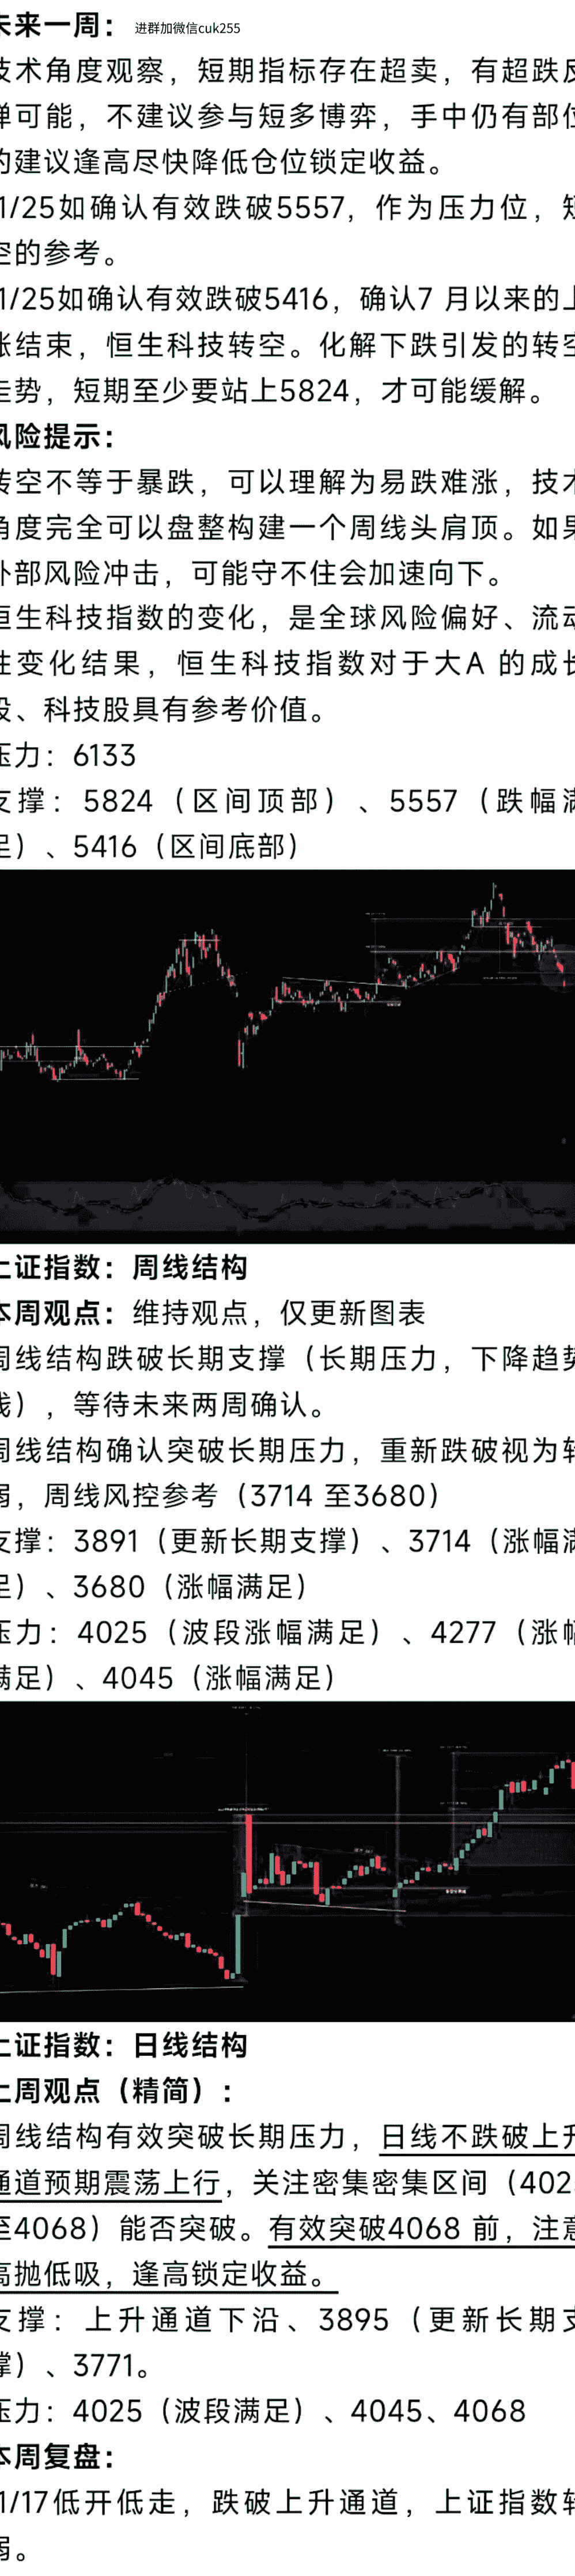 未来一周：进群加微信cuk255
技术角度观察，短期指标存在超卖，有超跌反
弹可能，不建议参与短多博弈，手中仍有部位
的建议逢高尽快降低仓位锁定收益。
1/25如确认有效跌破5557，作为压力位，短
空的参考。
1/25如确认有效跌破5416，确认7 月以来的上
涨结束，恒生科技转空。化解下跌引发的转空
走势，短期至少要站上5824，才可能缓解。
风险提示：
转空不等于暴跌，可以理解为易跌难涨，技术
角度完全可以盘整构建一个周线头肩顶。如果
外部风险冲击，可能守不住会加速向下。
恒生科技指数的变化，是全球风险偏好、流动
性变化结果，恒生科技指数对于大A 的成长
股、科技股具有参考价值。
压力：6133
支撑：5824（区间顶部）、5557（跌幅满
足）、5416（区间底部）
上证指数：周线结构
本周观点：维持观点，仅更新图表
周线结构跌破长期支撑（长期压力，下降趋势
线），等待未来两周确认。
周线结构确认突破长期压力，重新跌破视为转
弱，周线风控参考（3714 至3680）
支撑：3891（更新长期支撑）、3714（涨幅满
足）、3680（涨幅满足）
压力：4025（波段涨幅满足）、4277（涨幅
满足）、4045（涨幅满足）
上证指数：日线结构
上周观点（精简）：
周线结构有效突破长期压力，日线不跌破上升
通道预期震荡上行，关注密集密集区间（402
至4068）能否突破。有效突破4068 前，注意
高抛低吸，逢高锁定收益。
支撑：上升通道下沿、3895（更新长期支
撑）、3771。
压力：4025（波段满足）、4045、4068
本周复盘：
1/17低开低走，跌破上升通道，上证指数转
弱。